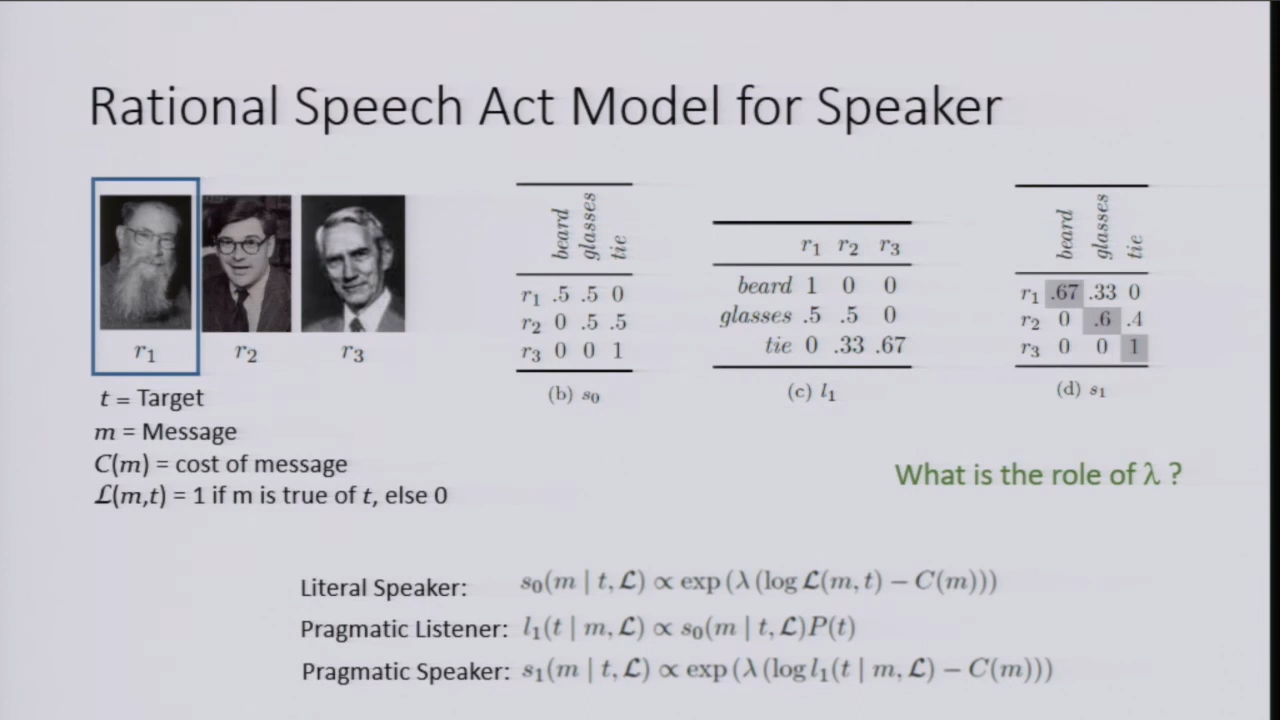 Rational Speech Act Model for Speaker
r₁ r₂ r₃
t = Target
m = Message
C(m) = cost of message
ℒ(m,t) = 1 if m is true of t, else 0
beard glasses tie
r₁ .5 .5 0
r₂ 0 .5 .5
r₃ 0 0 1
(b) s₀
r₁ r₂ r₃
beard 1 0 0
glasses .5 .5 0
tie 0 .33 .67
(c) l₁
beard glasses tie
r₁ .67 .33 0
r₂ 0 .6 .4
r₃ 0 0 1
(d) s₁
What is the role of λ ?
Literal Speaker: s₀(m | t, ℒ) ∝ exp (λ (log ℒ(m, t) − C(m)))
Pragmatic Listener: l₁(t | m, ℒ) ∝ s₀(m | t, ℒ)P(t)
Pragmatic Speaker: s₁(m | t, ℒ) ∝ exp (λ (log l₁(t | m, ℒ) − C(m)))